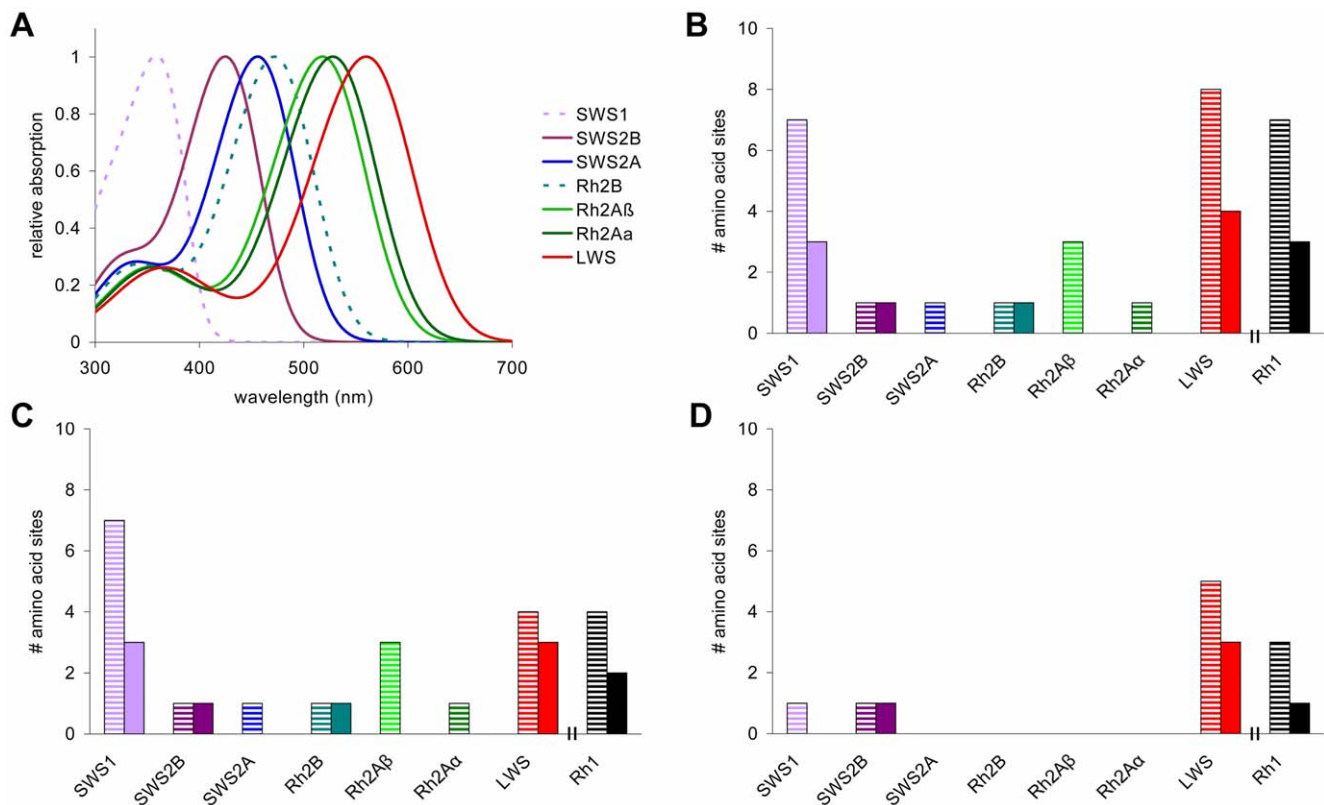 A
1
0.8
0.6
0.4
0.2
0
relative absorption
300
400
500
600
700
wavelength (nm)
SWS1
SWS2B
SWS2A
Rh2B
Rh2Aß
Rh2Aa
LWS
B
10
8
6
4
2
0
# amino acid sites
SWS1
SWS2B
SWS2A
Rh2B
Rh2Aβ
Rh2Aα
LWS
Rh1
C
10
8
6
4
2
0
# amino acid sites
SWS1
SWS2B
SWS2A
Rh2B
Rh2Aβ
Rh2Aα
LWS
Rh1
D
10
8
6
4
2
0
# amino acid sites
SWS1
SWS2B
SWS2A
Rh2B
Rh2Aβ
Rh2Aα
LWS
Rh1